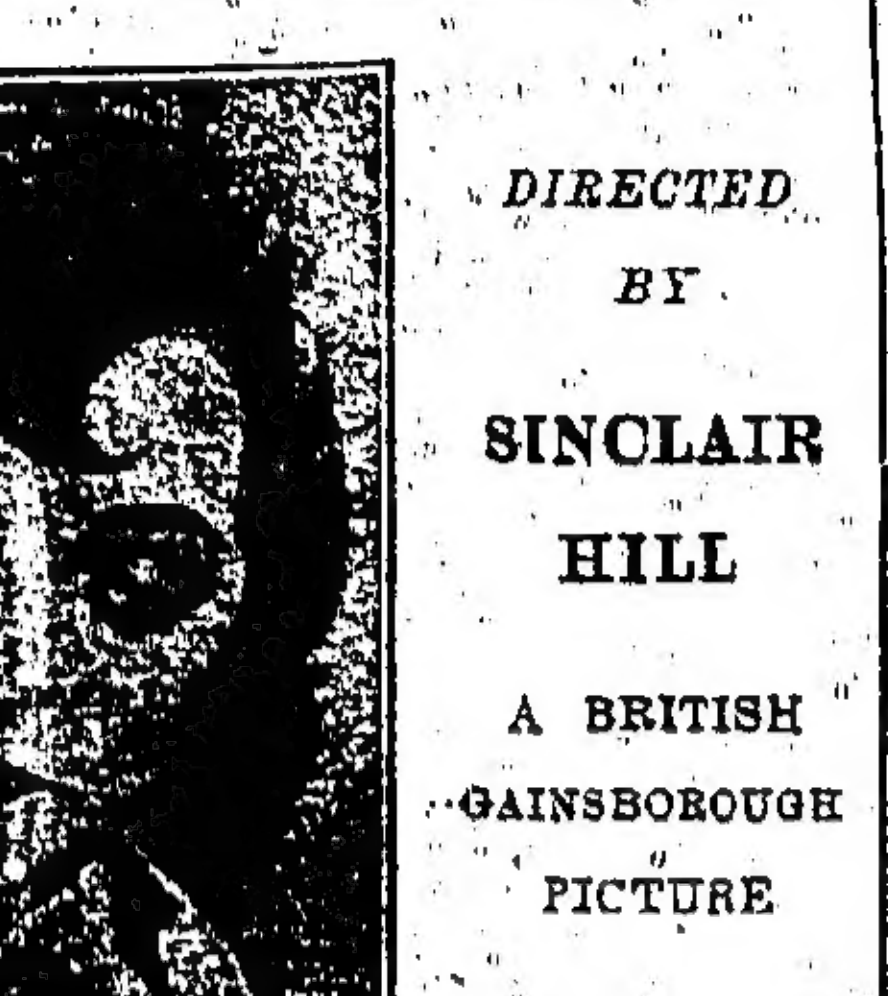 DIRECTED
BY
SINCLAIR
HILL
A BRITISH
GAINSBOROUGH
PICTURE